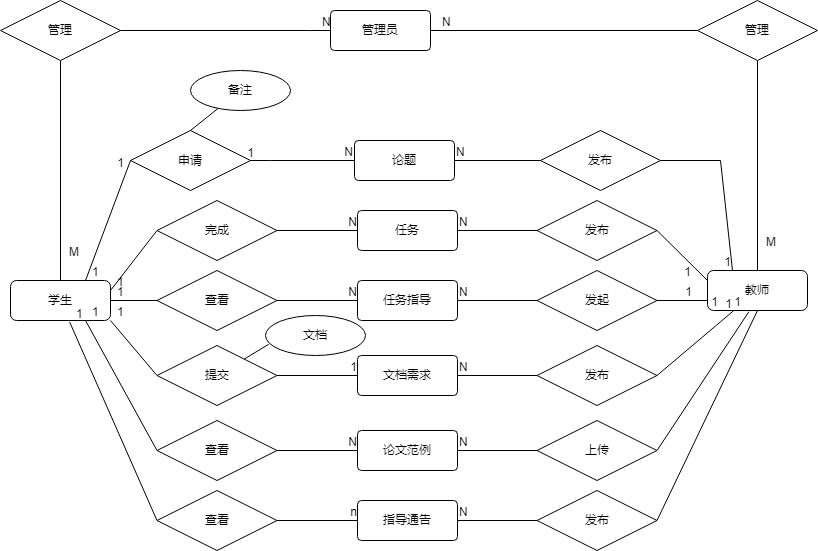 管理 N 管理员 N 管理
备注
1 申请 1 N 论题 N 发布
完成 N 任务 N 发布
M M
1 1 1 1
学生 1 查看 N 任务指导 N 发起 1 教师
1 1 1 1 1 1
文档
提交 1 文档需求 N 发布
查看 N 论文范例 N 上传
查看 n 指导通告 N 发布